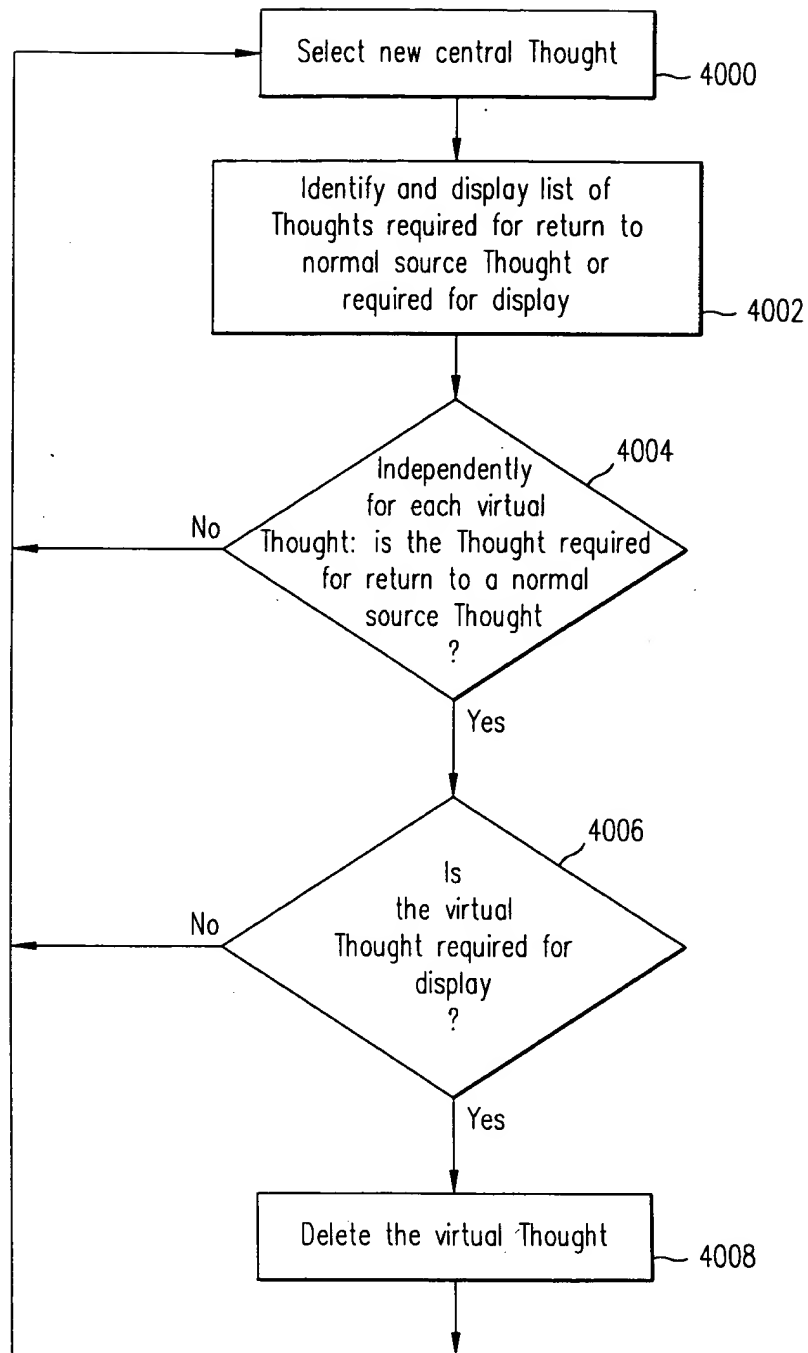 Select new central Thought
4000
Identify and display list of
Thoughts required for return to
normal source Thought or
required for display
4002
4004
Independently
for each virtual
Thought: is the Thought required
for return to a normal
source Thought
?
No
Yes
4006
Is
the virtual
Thought required for
display
?
No
Yes
Delete the virtual Thought
4008